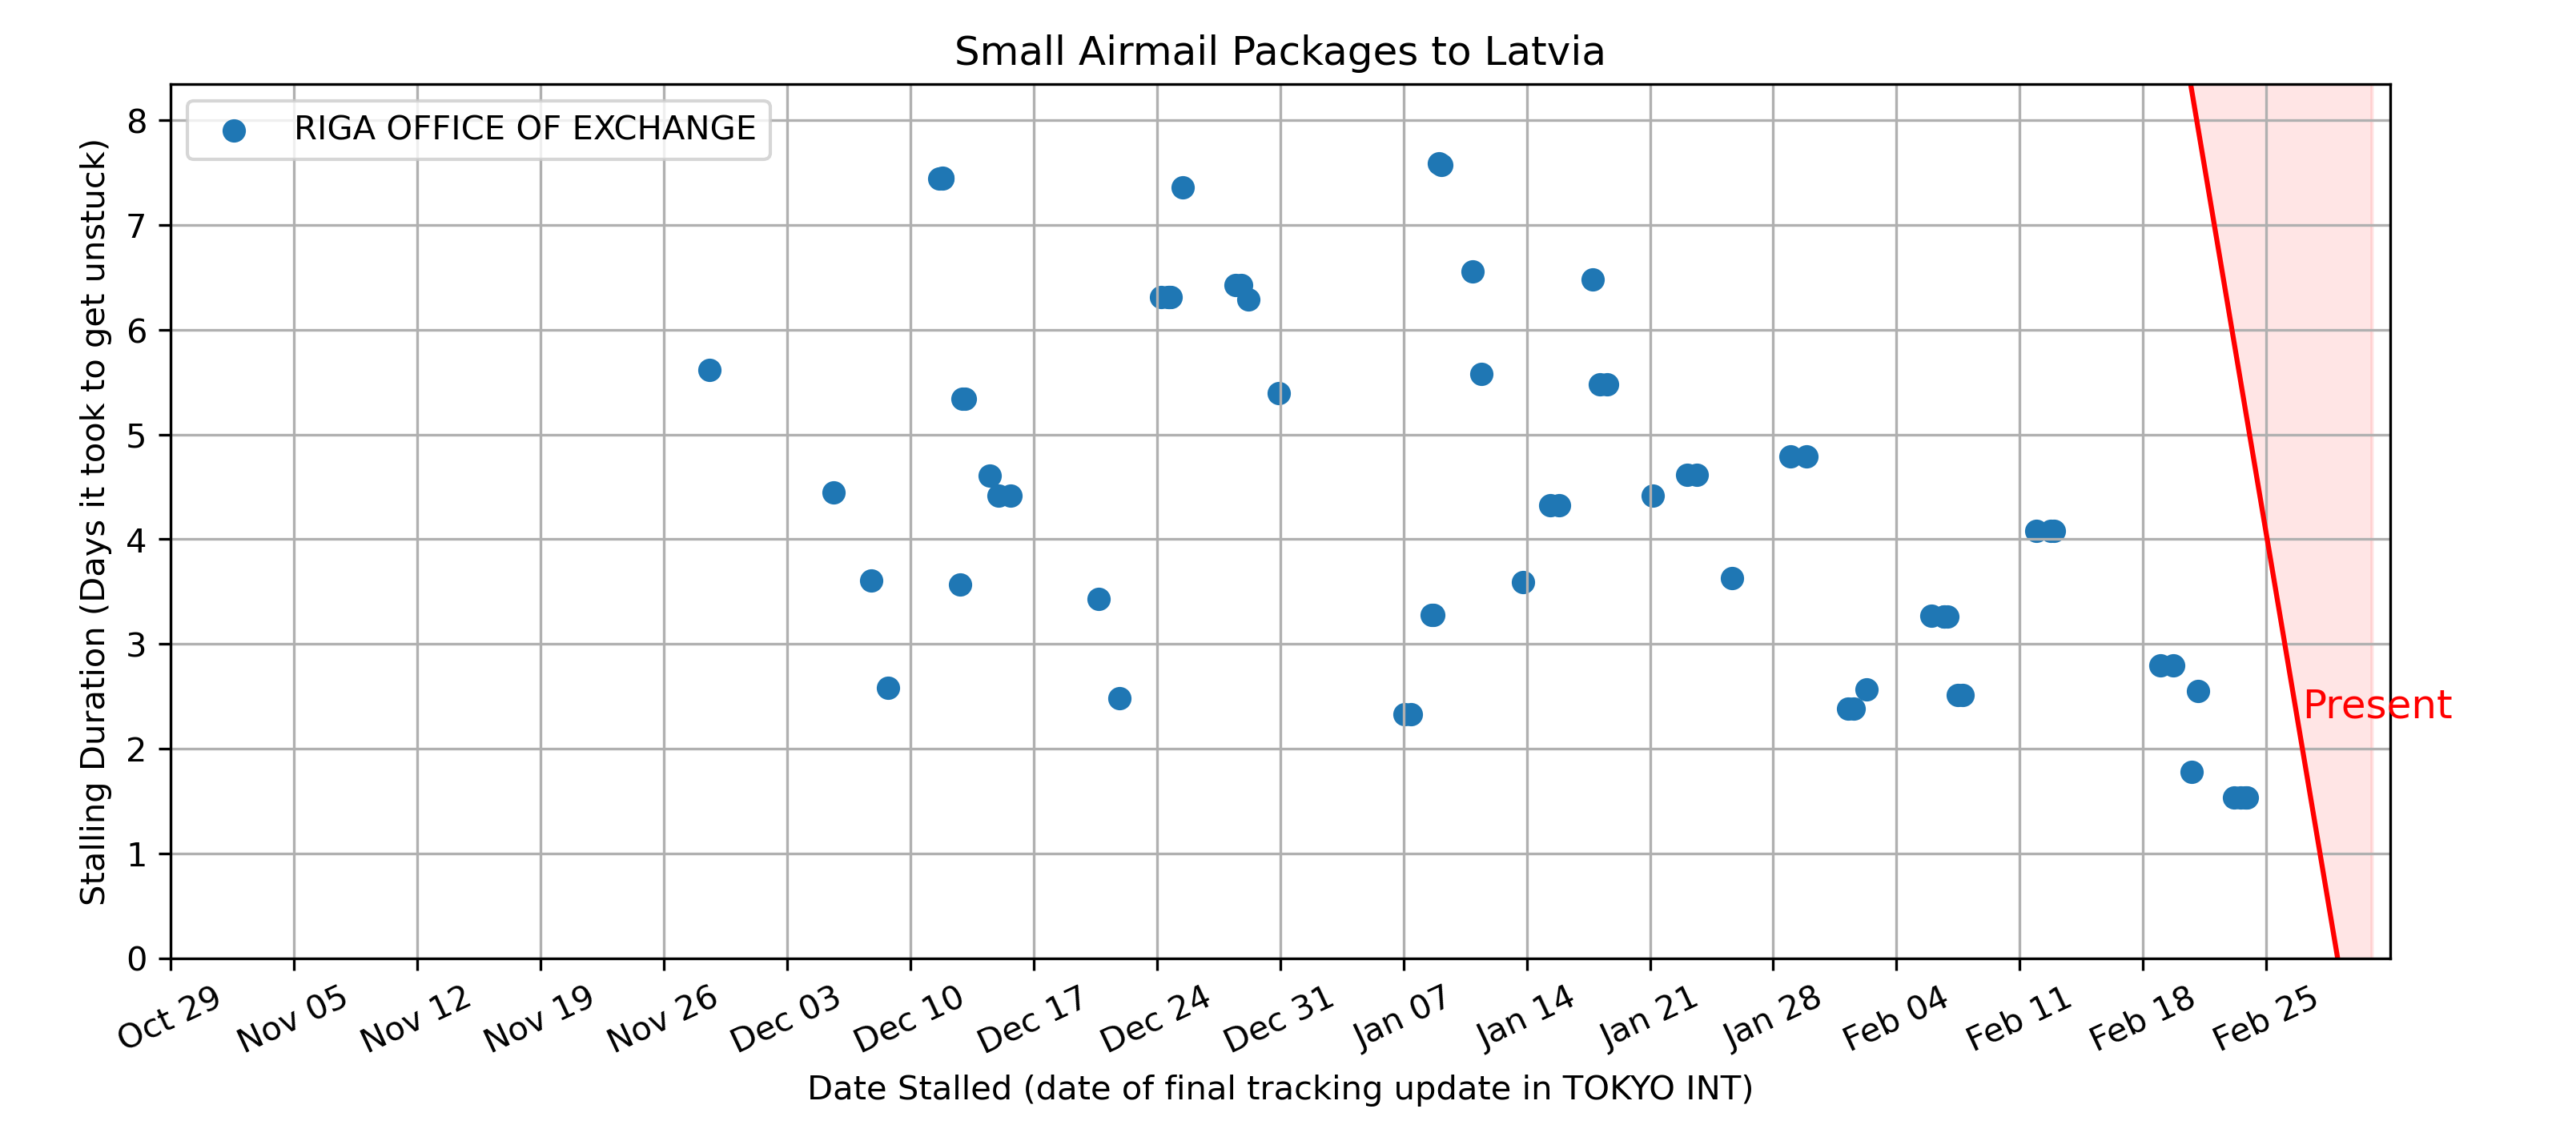 Small Airmail Packages to Latvia
RIGA OFFICE OF EXCHANGE
Stalling Duration (Days it took to get unstuck)
8
7
6
5
4
3
2
1
0
Present
Oct 29
Nov 05
Nov 12
Nov 19
Nov 26
Dec 03
Dec 10
Dec 17
Dec 24
Dec 31
Jan 07
Jan 14
Jan 21
Jan 28
Feb 04
Feb 11
Feb 18
Feb 25
Date Stalled (date of final tracking update in TOKYO INT)